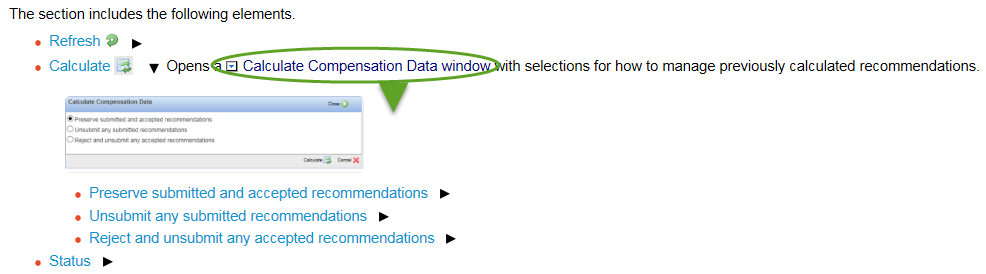 The section includes the following elements.
Refresh
Calculate Opens a Calculate Compensation Data window with selections for how to manage previously calculated recommendations.
Calculate Compensation Data Close
Preserve submitted and accepted recommendations
Unsubmit any submitted recommendations
Reject and unsubmit any accepted recommendations
Calculate Cancel
Preserve submitted and accepted recommendations
Unsubmit any submitted recommendations
Reject and unsubmit any accepted recommendations
Status